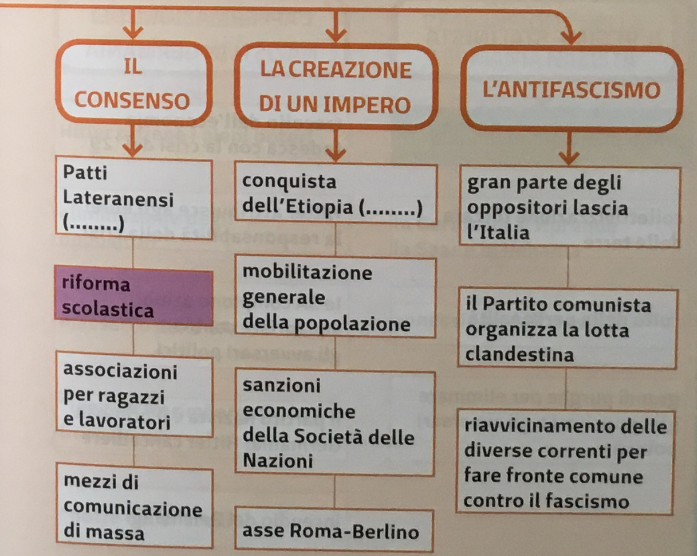 IL
CONSENSO
Patti
Lateranensi
(........)
riforma
scolastica
associazioni
per ragazzi
e lavoratori
mezzi di
comunicazione
di massa
LA CREAZIONE
DI UN IMPERO
conquista
dell'Etiopia (........)
mobilitazione
generale
della popolazione
sanzioni
economiche
della Società delle
Nazioni
asse Roma-Berlino
L'ANTIFASCISMO
gran parte degli
oppositori lascia
l'Italia
il Partito comunista
organizza la lotta
clandestina
riavvicinamento delle
diverse correnti per
fare fronte comune
contro il fascismo